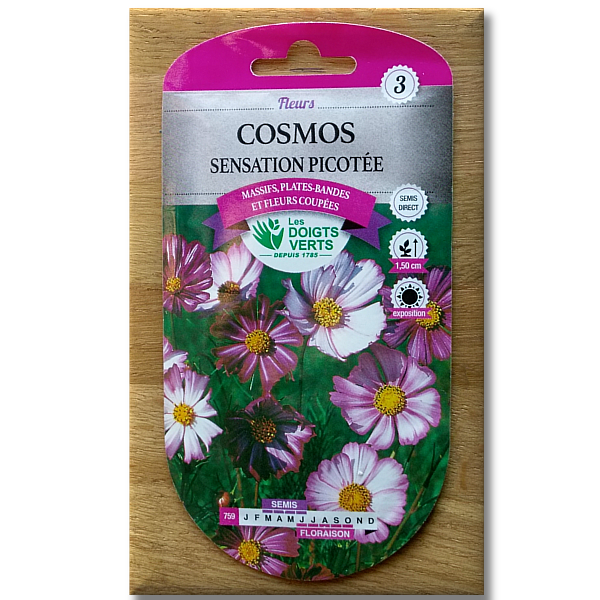 3
Fleurs
COSMOS
SENSATION PICOTÉE
MASSIFS, PLATES-BANDES
ET FLEURS COUPÉES
Les
DOIGTS
VERTS
DEPUIS 1785
SEMIS
DIRECT
1,50 cm
exposition
SEMIS
759 J F M A M J J A S O N D
FLORAISON